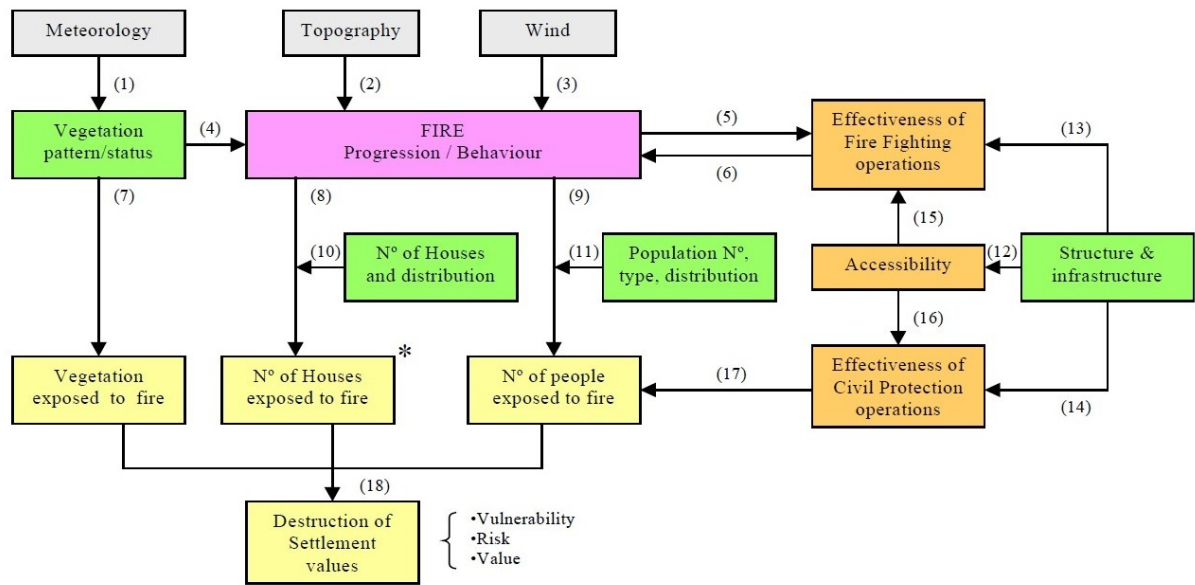 Meteorology
Topography
Wind
(1)
(2)
(3)
Vegetation
pattern/status
(4)
FIRE
Progression / Behaviour
(5)
(6)
Effectiveness of
Fire Fighting
operations
(13)
(7)
(8)
(9)
(10)
Nº of Houses
and distribution
(11)
Population Nº,
type, distribution
(15)
Accessibility
(12)
Structure &
infrastructure
(16)
Vegetation
exposed to fire
Nº of Houses
exposed to fire
*
Nº of people
exposed to fire
(17)
Effectiveness of
Civil Protection
operations
(14)
(18)
Destruction of
Settlement
values
•Vulnerability
•Risk
•Value